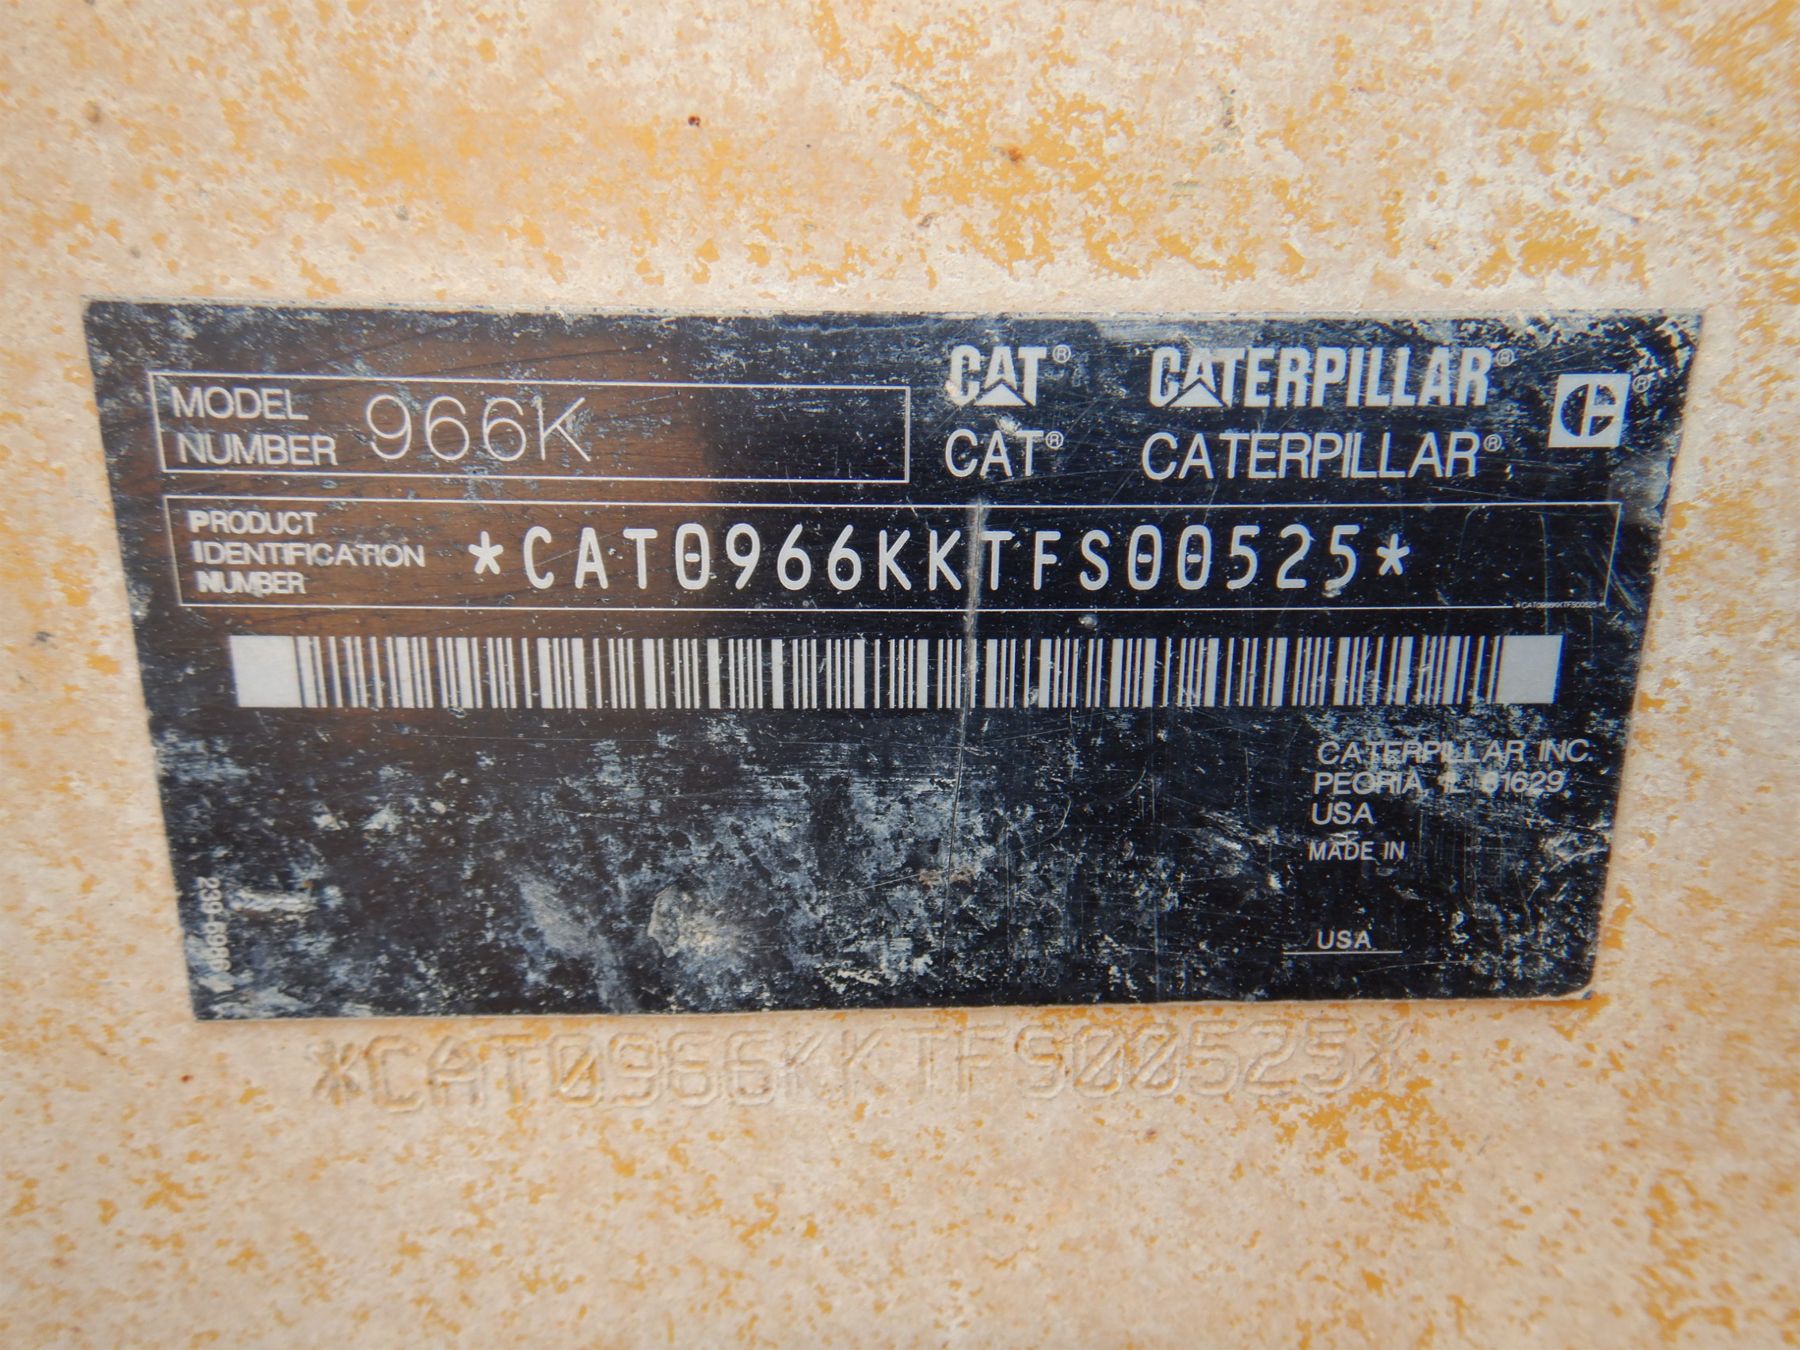 MODEL NUMBER 966K
CAT® CATERPILLAR® C®
CAT® CATERPILLAR®
PRODUCT IDENTIFICATION NUMBER *CAT0966KKTFS00525*
*CAT0966KKTFS00525*
CATERPILLAR INC.
PEORIA, IL 61629,
USA
MADE IN
USA
*CAT0966KKTFS00525*